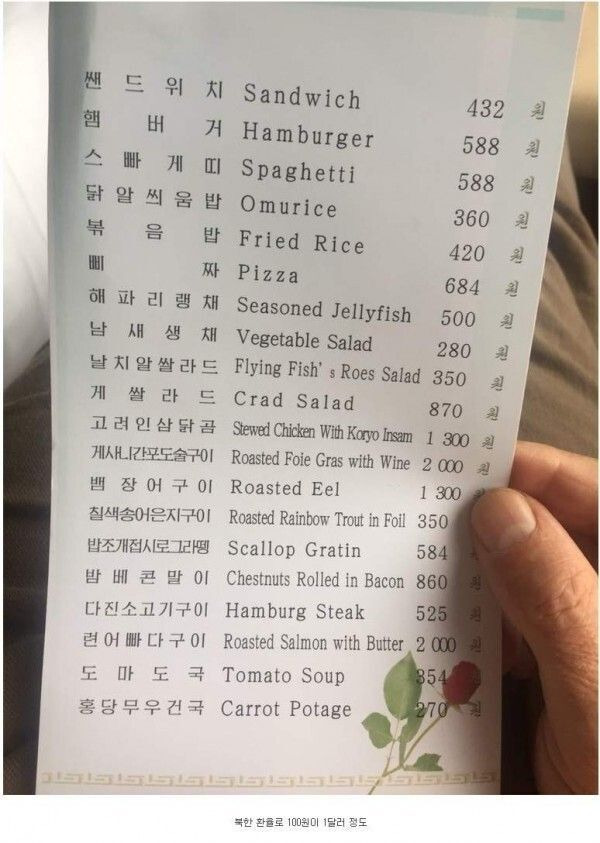 쌘드위치 Sandwich 432 원
햄버거 Hamburger 588 원
스빠게띠 Spaghetti 588 원
닭알씌움밥 Omurice 360 원
볶음밥 Fried Rice 420 원
삐짜 Pizza 684 원
해파리랭채 Seasoned Jellyfish 500 원
남새생채 Vegetable Salad 280 원
날치알쌀라드 Flying Fish's Roes Salad 350 원
게쌀라드 Crad Salad 870 원
고려인삼닭곰 Stewed Chicken With Koryo Insam 1 300 원
게사니간포도술구이 Roasted Foie Gras with Wine 2 000 원
뱀장어구이 Roasted Eel 1 300 원
칠색송어은지구이 Roasted Rainbow Trout in Foil 350
밥조개접시로그라뗑 Scallop Gratin 584 원
밤베콘말이 Chestnuts Rolled in Bacon 860 원
다진소고기구이 Hamburg Steak 525 원
련어빠다구이 Roasted Salmon with Butter 2 000 원
도마도국 Tomato Soup 354 원
홍당무우건국 Carrot Potage 270 원
북한 환율로 100원이 1달러 정도